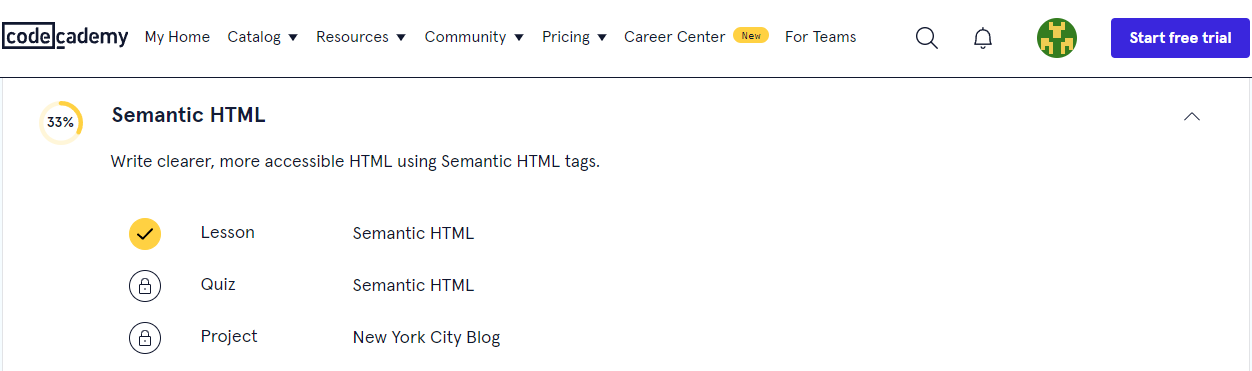 codecademy My Home Catalog Resources Community Pricing Career Center New For Teams Start free trial
33% Semantic HTML
Write clearer, more accessible HTML using Semantic HTML tags.
Lesson Semantic HTML
Quiz Semantic HTML
Project New York City Blog